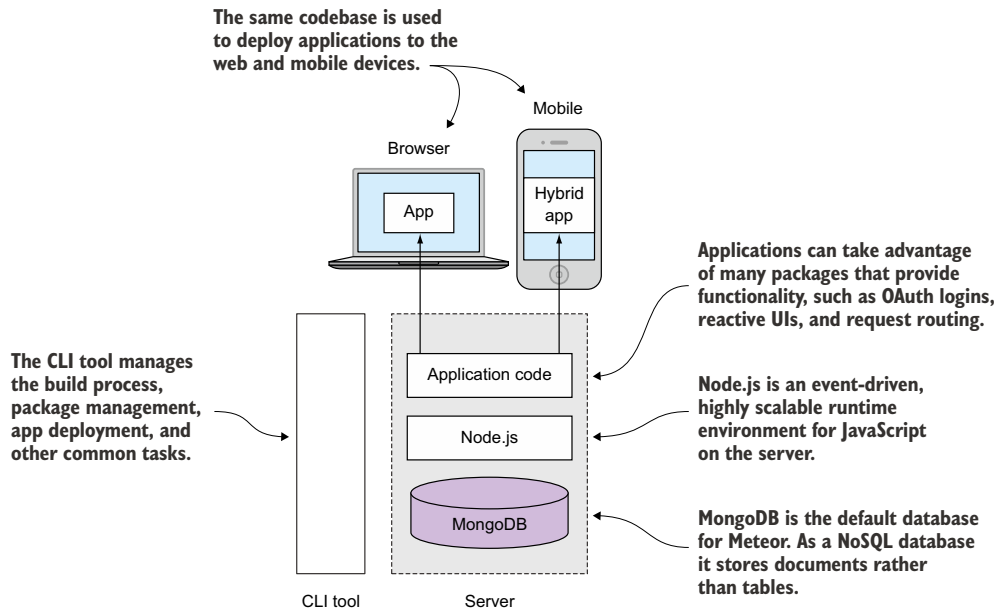 The same codebase is used
to deploy applications to the
web and mobile devices.
Mobile
Browser
App
Hybrid
app
Applications can take advantage
of many packages that provide
functionality, such as OAuth logins,
reactive UIs, and request routing.
The CLI tool manages
the build process,
package management,
app deployment, and
other common tasks.
Application code
Node.js is an event-driven,
highly scalable runtime
environment for JavaScript
on the server.
Node.js
MongoDB
MongoDB is the default database
for Meteor. As a NoSQL database
it stores documents rather
than tables.
CLI tool
Server